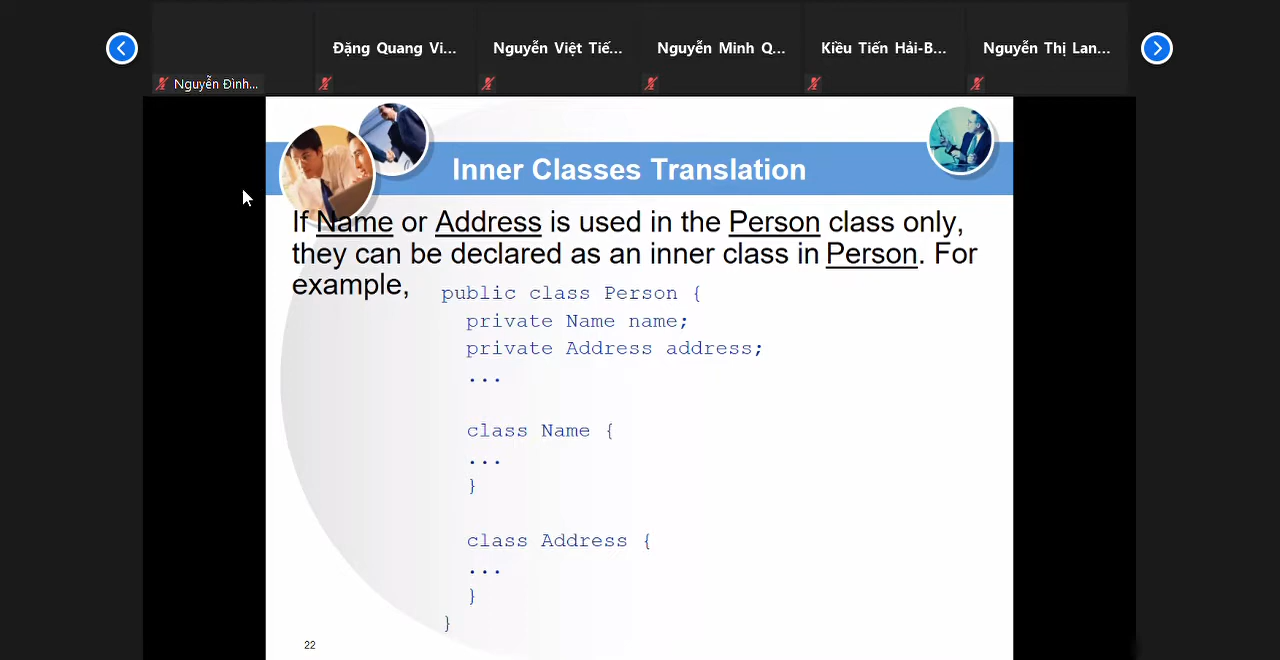 Đặng Quang Vi...
Nguyễn Việt Tiế...
Nguyễn Minh Q...
Kiều Tiến Hải-B...
Nguyễn Thị Lan...
Nguyễn Đình...
Inner Classes Translation
If Name or Address is used in the Person class only,
they can be declared as an inner class in Person. For
example,
public class Person {
private Name name;
private Address address;
...
class Name {
...
}
class Address {
...
}
}
22